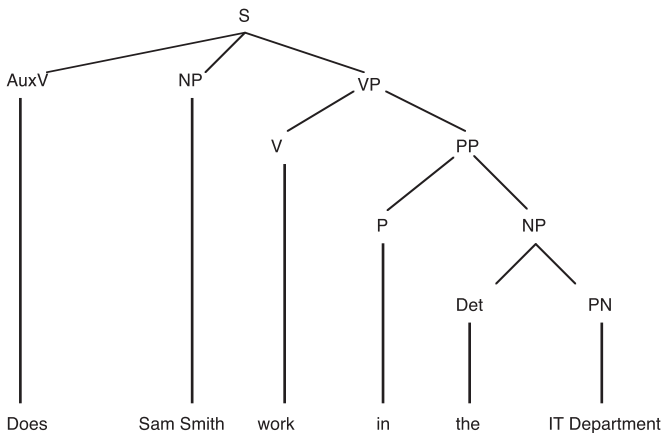 S
AuxV NP VP
V PP
P NP
Det PN
Does Sam Smith work in the IT Department